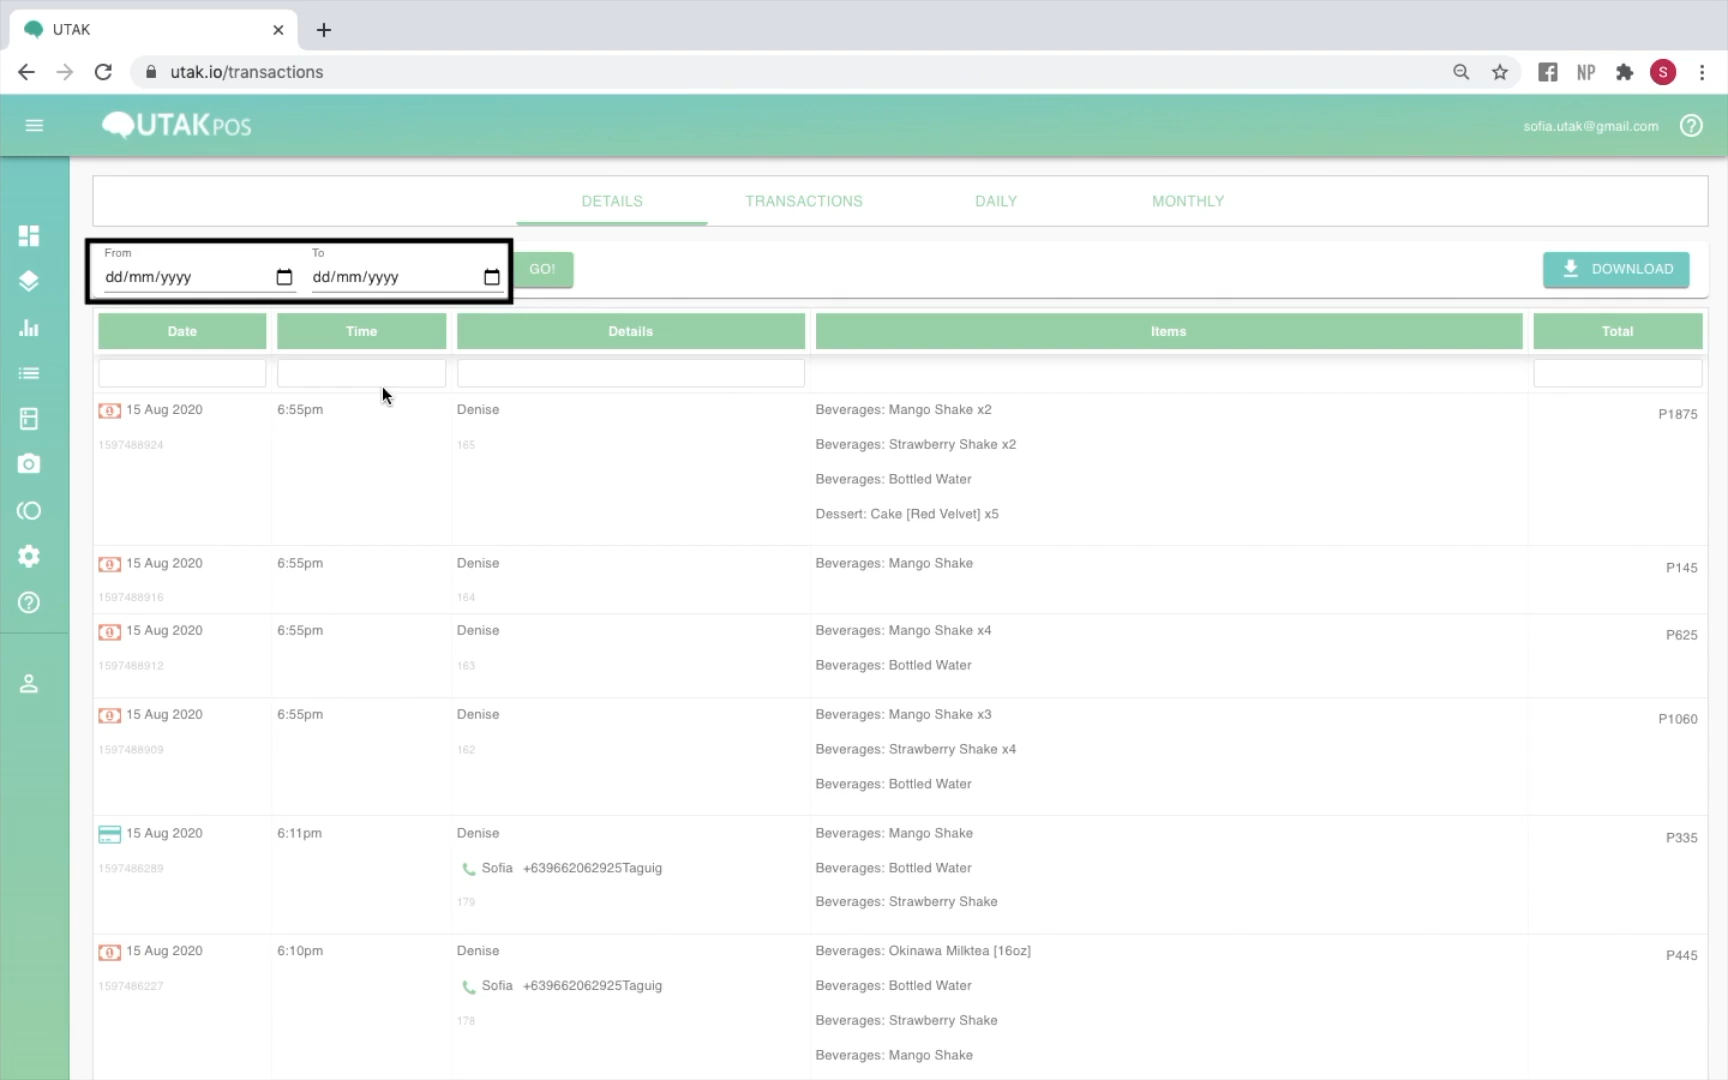 UTAK
utak.io/transactions
NP
S
UTAK POS
sofia.utak@gmail.com
DETAILS TRANSACTIONS DAILY MONTHLY
From To
dd/mm/yyyy dd/mm/yyyy GO! DOWNLOAD
Date Time Details Items Total
15 Aug 2020 6:55pm Denise Beverages: Mango Shake x2 P1875
1597488924 165 Beverages: Strawberry Shake x2
Beverages: Bottled Water
Dessert: Cake [Red Velvet] x5
15 Aug 2020 6:55pm Denise Beverages: Mango Shake P145
1597488916 164
15 Aug 2020 6:55pm Denise Beverages: Mango Shake x4 P625
1597488912 163 Beverages: Bottled Water
15 Aug 2020 6:55pm Denise Beverages: Mango Shake x3 P1060
1597488909 162 Beverages: Strawberry Shake x4
Beverages: Bottled Water
15 Aug 2020 6:11pm Denise Beverages: Mango Shake P335
1597486289 Sofia +639662062925Taguig Beverages: Bottled Water
179 Beverages: Strawberry Shake
15 Aug 2020 6:10pm Denise Beverages: Okinawa Milktea [16oz] P445
1597486227 Sofia +639662062925Taguig Beverages: Bottled Water
178 Beverages: Strawberry Shake
Beverages: Mango Shake